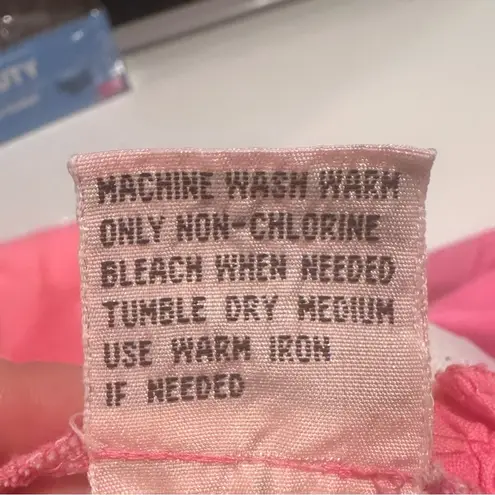 MACHINE WASH WARM
ONLY NON-CHLORINE
BLEACH WHEN NEEDED
TUMBLE DRY MEDIUM
USE WARM IRON
IF NEEDED